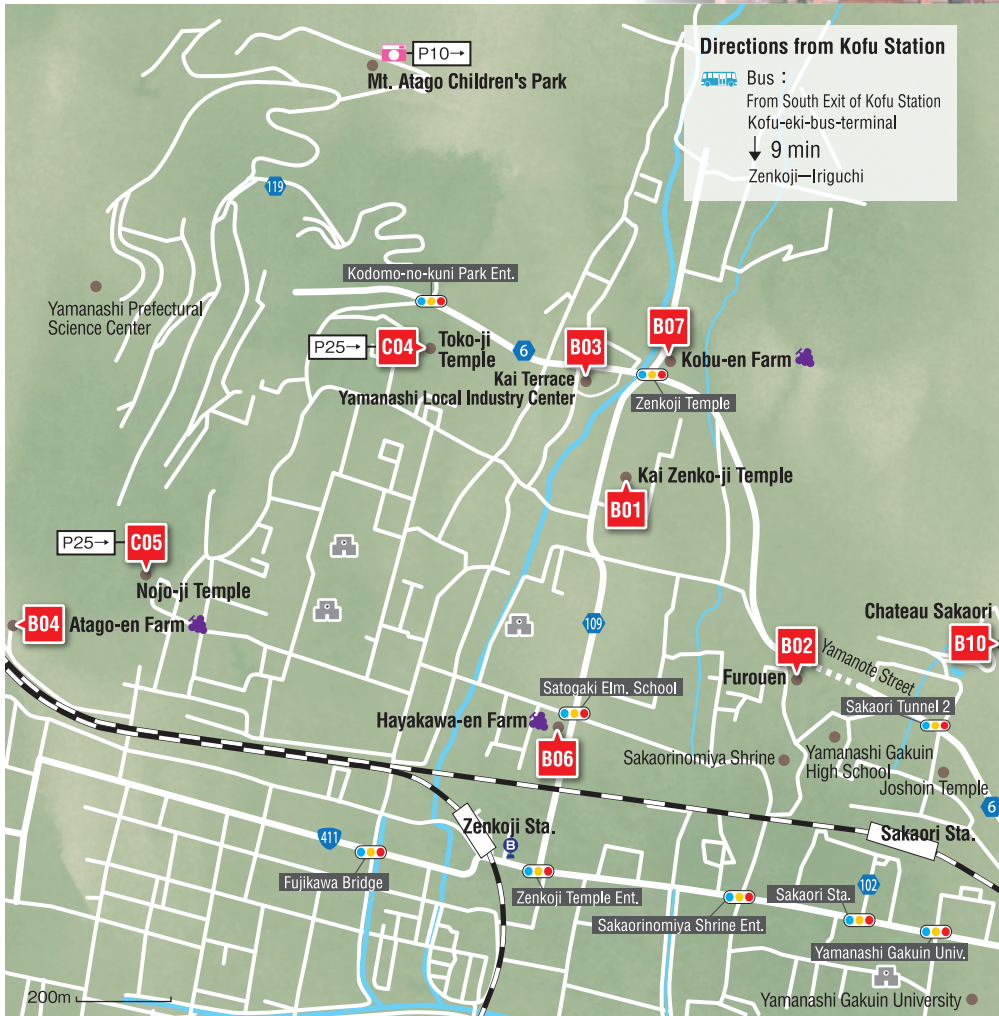 P10→
Mt. Atago Children's Park
Directions from Kofu Station
Bus :
From South Exit of Kofu Station
Kofu-eki-bus-terminal
↓ 9 min
Zenkoji—Iriguchi
119
Kodomo-no-kuni Park Ent.
Yamanashi Prefectural
Science Center
P25→
C04
Toko-ji
Temple
6
B03
B07
Kobu-en Farm
Kai Terrace
Yamanashi Local Industry Center
Zenkoji Temple
Kai Zenko-ji Temple
B01
P25→
C05
Nojo-ji Temple
B04
Atago-en Farm
109
Chateau Sakaori
B10
B02
Yamanote Street
Furouen
Satogaki Elm. School
Sakaori Tunnel 2
Hayakawa-en Farm
B06
Sakaorinomiya Shrine
Yamanashi Gakuin
High School
Joshoin Temple
6
Zenkoji Sta.
Sakaori Sta.
411
B
Fujikawa Bridge
Zenkoji Temple Ent.
Sakaori Sta.
102
Sakaorinomiya Shrine Ent.
Yamanashi Gakuin Univ.
200m
Yamanashi Gakuin University